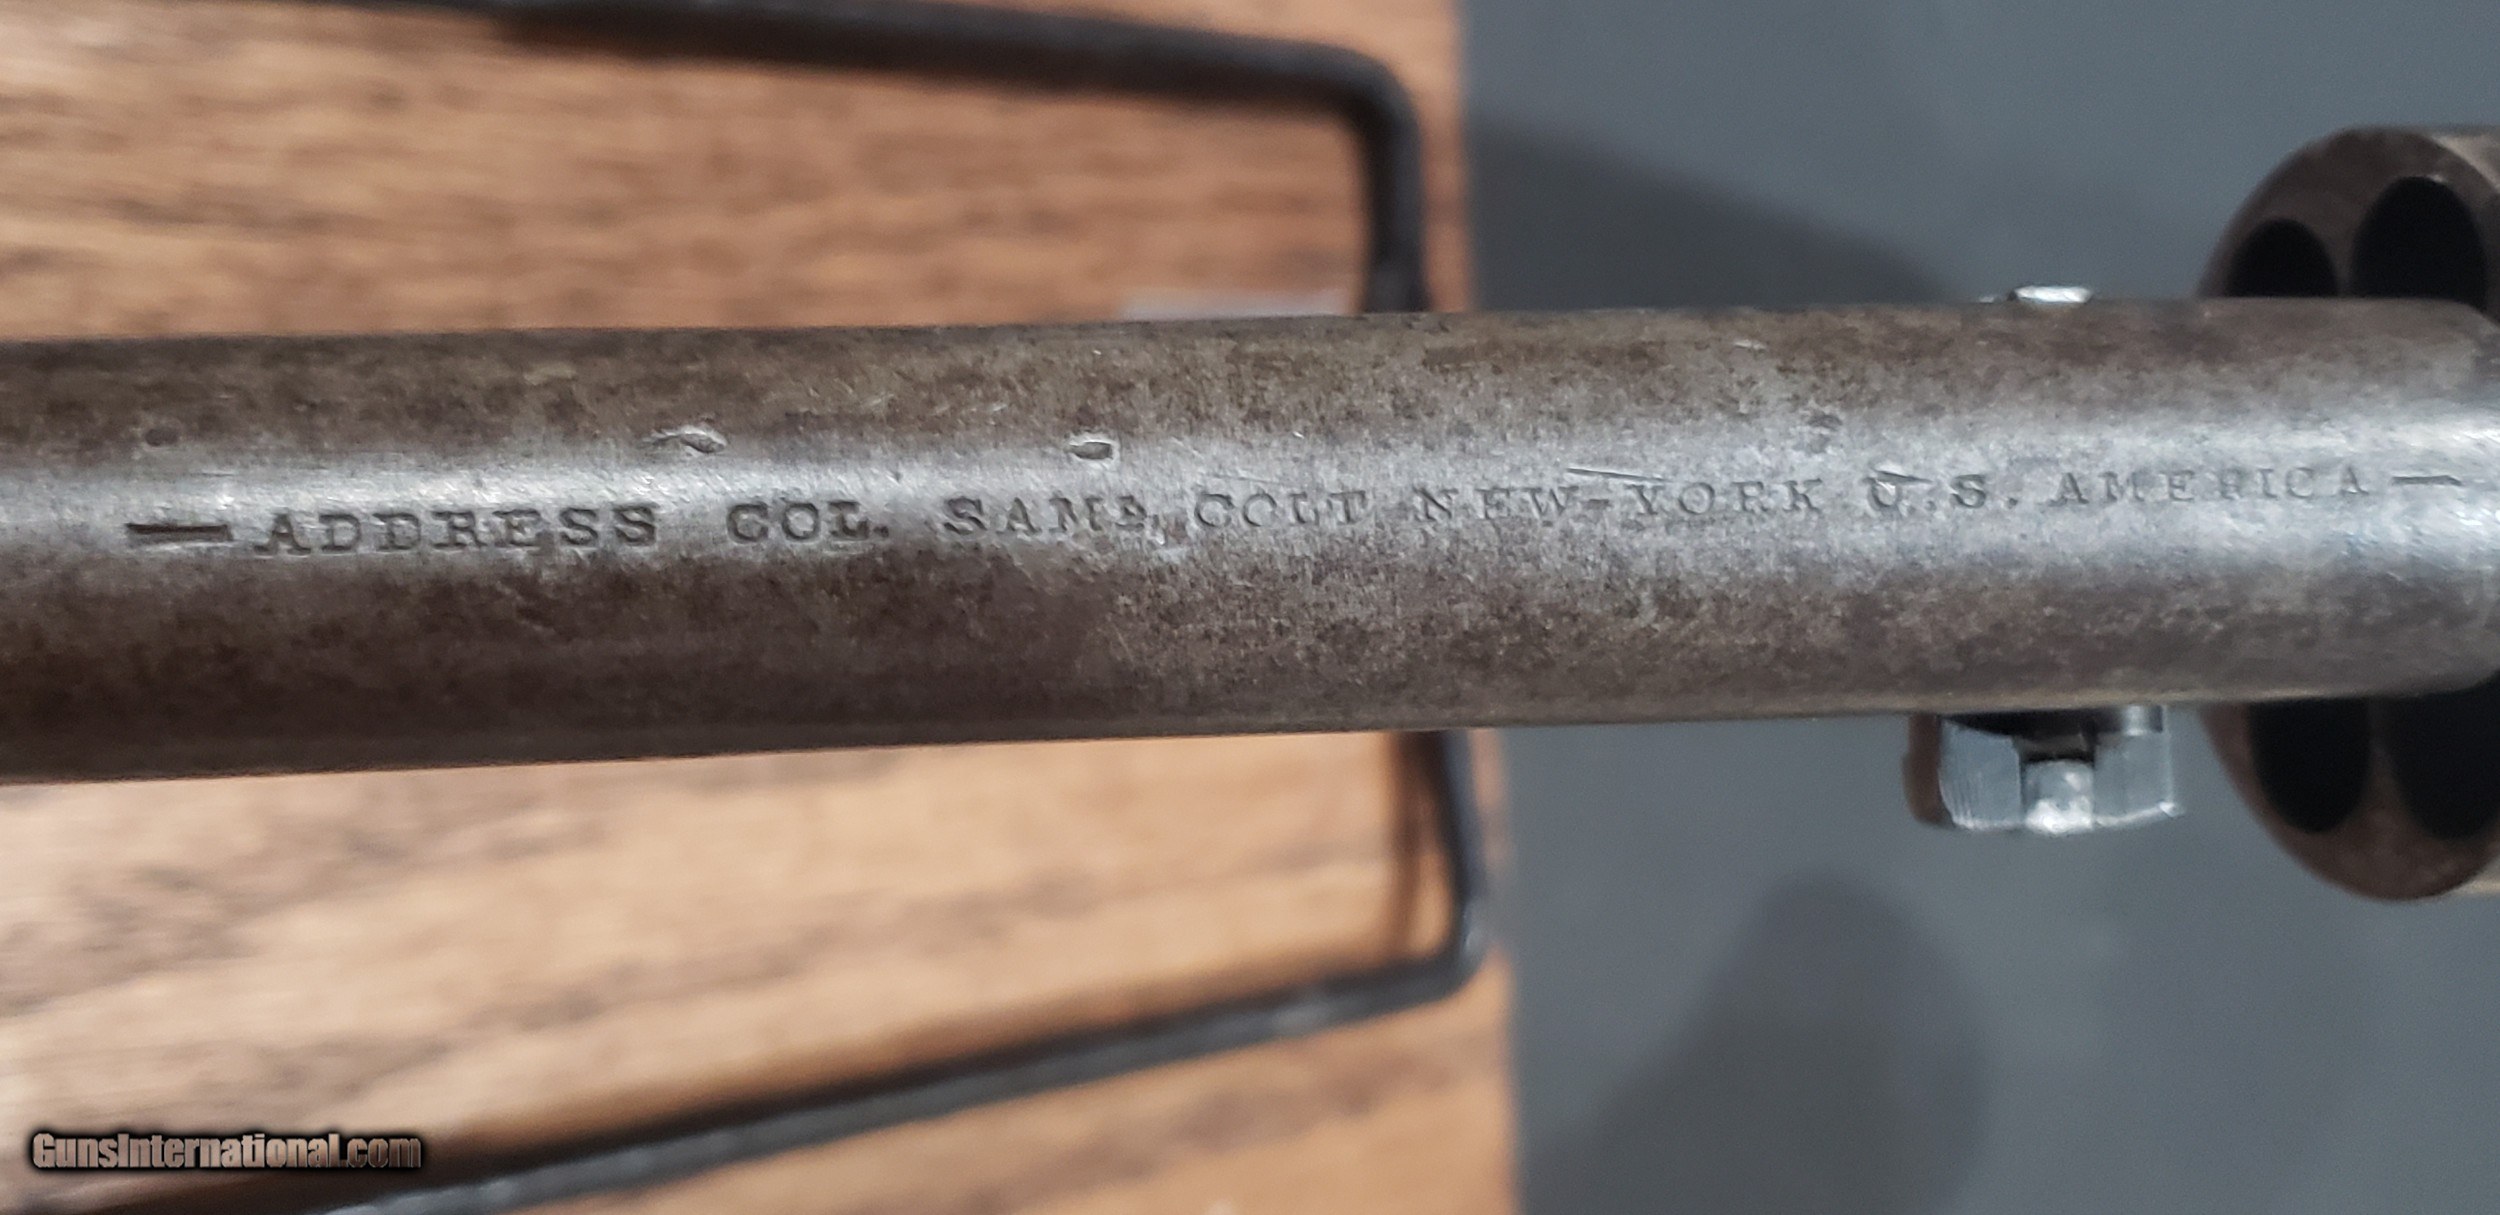 —ADDRESS COL. SAML COLT NEW-YORK U.S. AMERICA—
GunsInternational.com